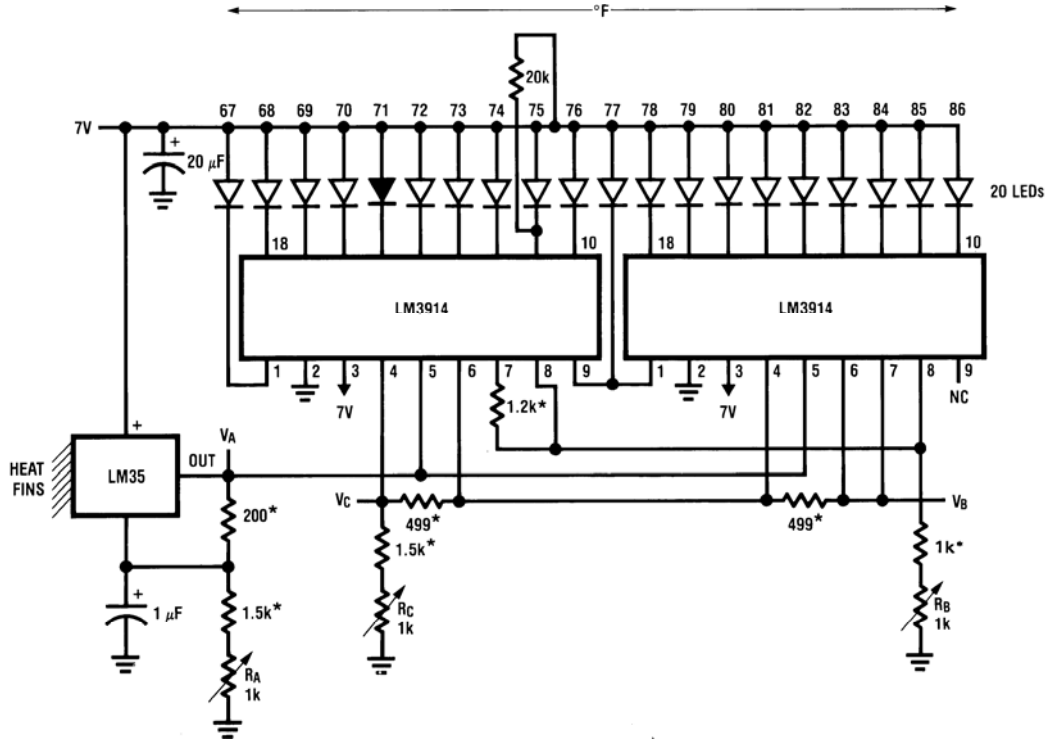 °F
20k
67 68 69 70 71 72 73 74 75 76 77 78 79 80 81 82 83 84 85 86
7V
+
20 µF
20 LEDs
18 10 18 10
LM3914 LM3914
1 2 3 4 5 6 7 8 9 1 2 3 4 5 6 7 8 9
7V 1.2k* 7V NC
+
HEAT
FINS
LM35
OUT
VA
VC
499*
499*
VB
200*
1.5k*
1k*
+
1 µF
1.5k*
RC
1k
RB
1k
RA
1k